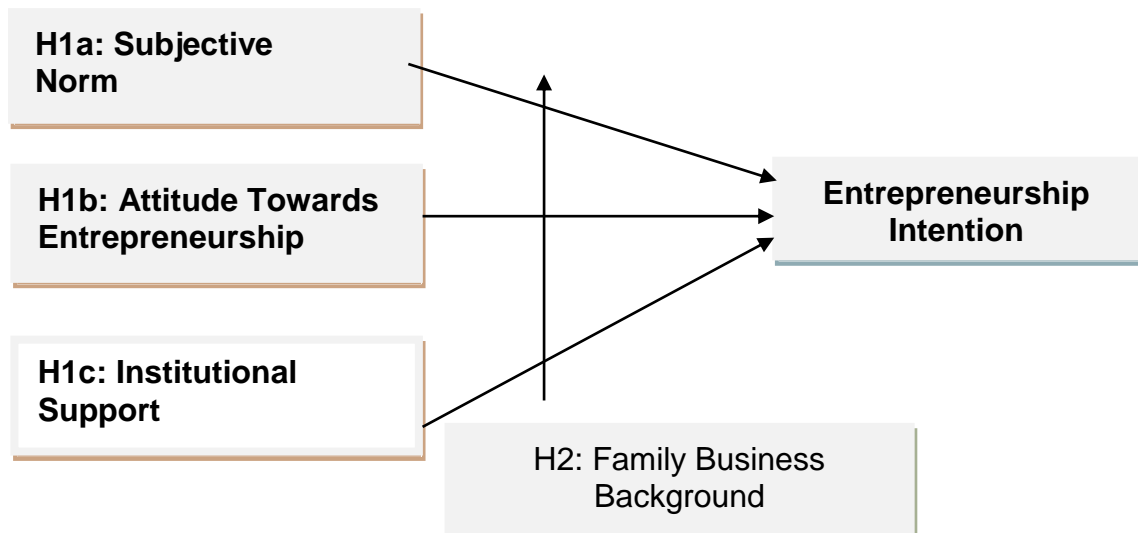 H1a: Subjective
Norm
H1b: Attitude Towards
Entrepreneurship
H1c: Institutional
Support
Entrepreneurship
Intention
H2: Family Business
Background